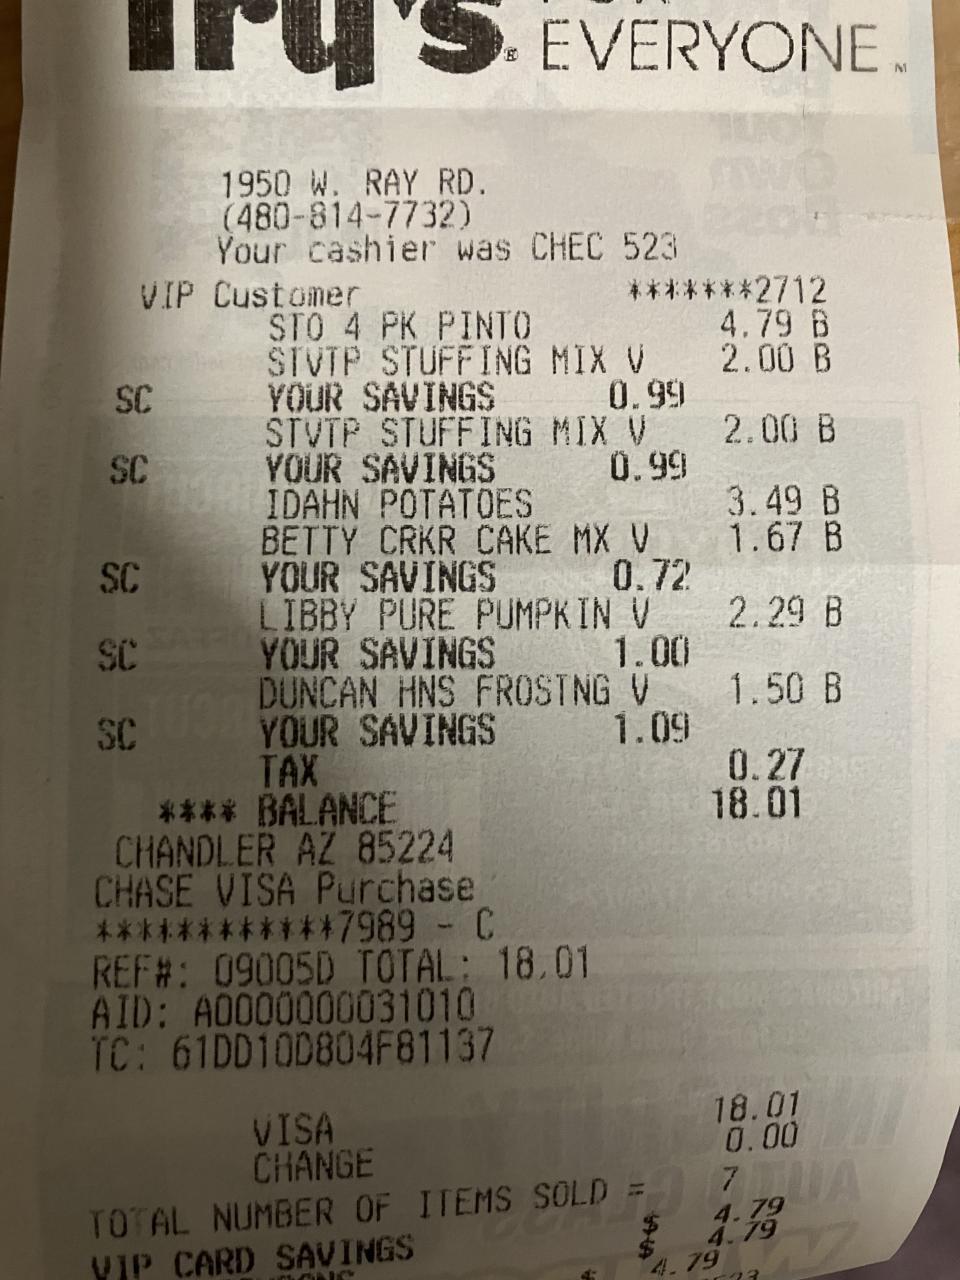 Fry's® FOR
EVERYONE™
1950 W. RAY RD.
(480-814-7732)
Your cashier was CHEC 523
VIP Customer *******2712
STO 4 PK PINTO 4.79 B
STVTP STUFFING MIX V 2.00 B
SC YOUR SAVINGS 0.99
STVTP STUFFING MIX V 2.00 B
SC YOUR SAVINGS 0.99
IDAHN POTATOES 3.49 B
BETTY CRKR CAKE MX V 1.67 B
SC YOUR SAVINGS 0.72
LIBBY PURE PUMPKIN V 2.29 B
SC YOUR SAVINGS 1.00
DUNCAN HNS FROSTNG V 1.50 B
SC YOUR SAVINGS 1.09
TAX 0.27
**** BALANCE 18.01
CHANDLER AZ 85224
CHASE VISA Purchase
************7989 - C
REF#: 09005D TOTAL: 18.01
AID: A0000000031010
TC: 61DD10D804F81137
VISA 18.01
CHANGE 0.00
TOTAL NUMBER OF ITEMS SOLD = 7
VIP CARD SAVINGS $ 4.79
$ 4.79
$ 4.79